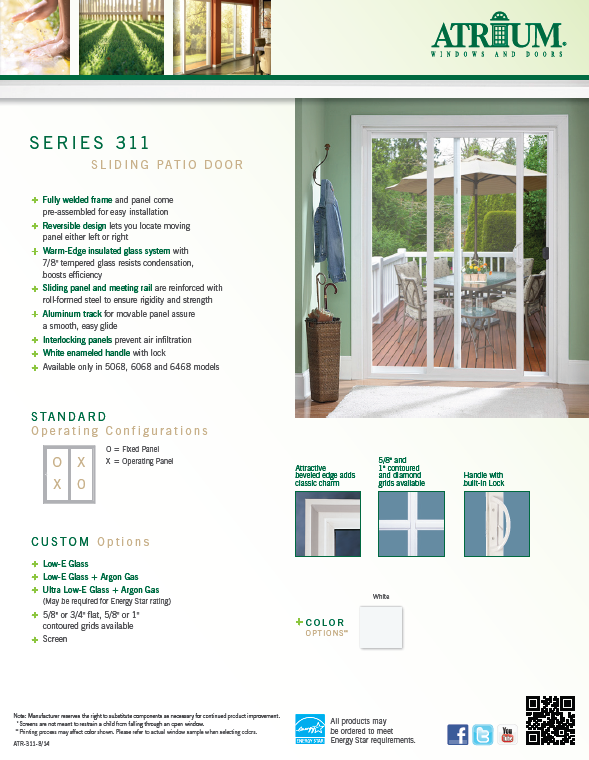 ATRIUM.
WINDOWS AND DOORS
SERIES 311
SLIDING PATIO DOOR
Fully welded frame and panel come
pre-assembled for easy installation
Reversible design lets you locate moving
panel either left or right
Warm-Edge insulated glass system with
7/8" tempered glass resists condensation,
boosts efficiency
Sliding panel and meeting rail are reinforced with
roll-formed steel to ensure rigidity and strength
Aluminum track for movable panel assure
a smooth, easy glide
Interlocking panels prevent air infiltration
White enameled handle with lock
Available only in 5068, 6068 and 6468 models
STANDARD
Operating Configurations
O X
X O
O = Fixed Panel
X = Operating Panel
Attractive
beveled edge adds
classic charm
5/8" and
1" contoured
and diamond
grids available
Handle with
built-in Lock
CUSTOM Options
Low-E Glass
Low-E Glass + Argon Gas
Ultra Low-E Glass + Argon Gas
(May be required for Energy Star rating)
5/8" or 3/4" flat, 5/8" or 1"
contoured grids available
Screen
White
+COLOR
OPTIONS**
Note: Manufacturer reserves the right to substitute components as necessary for continued product improvement.
* Screens are not meant to restrain a child from falling through an open window.
** Printing process may affect color shown. Please refer to actual window sample when selecting colors.
ATR-311-8/14
ENERGY STAR
All products may
be ordered to meet
Energy Star requirements.
You
Tube